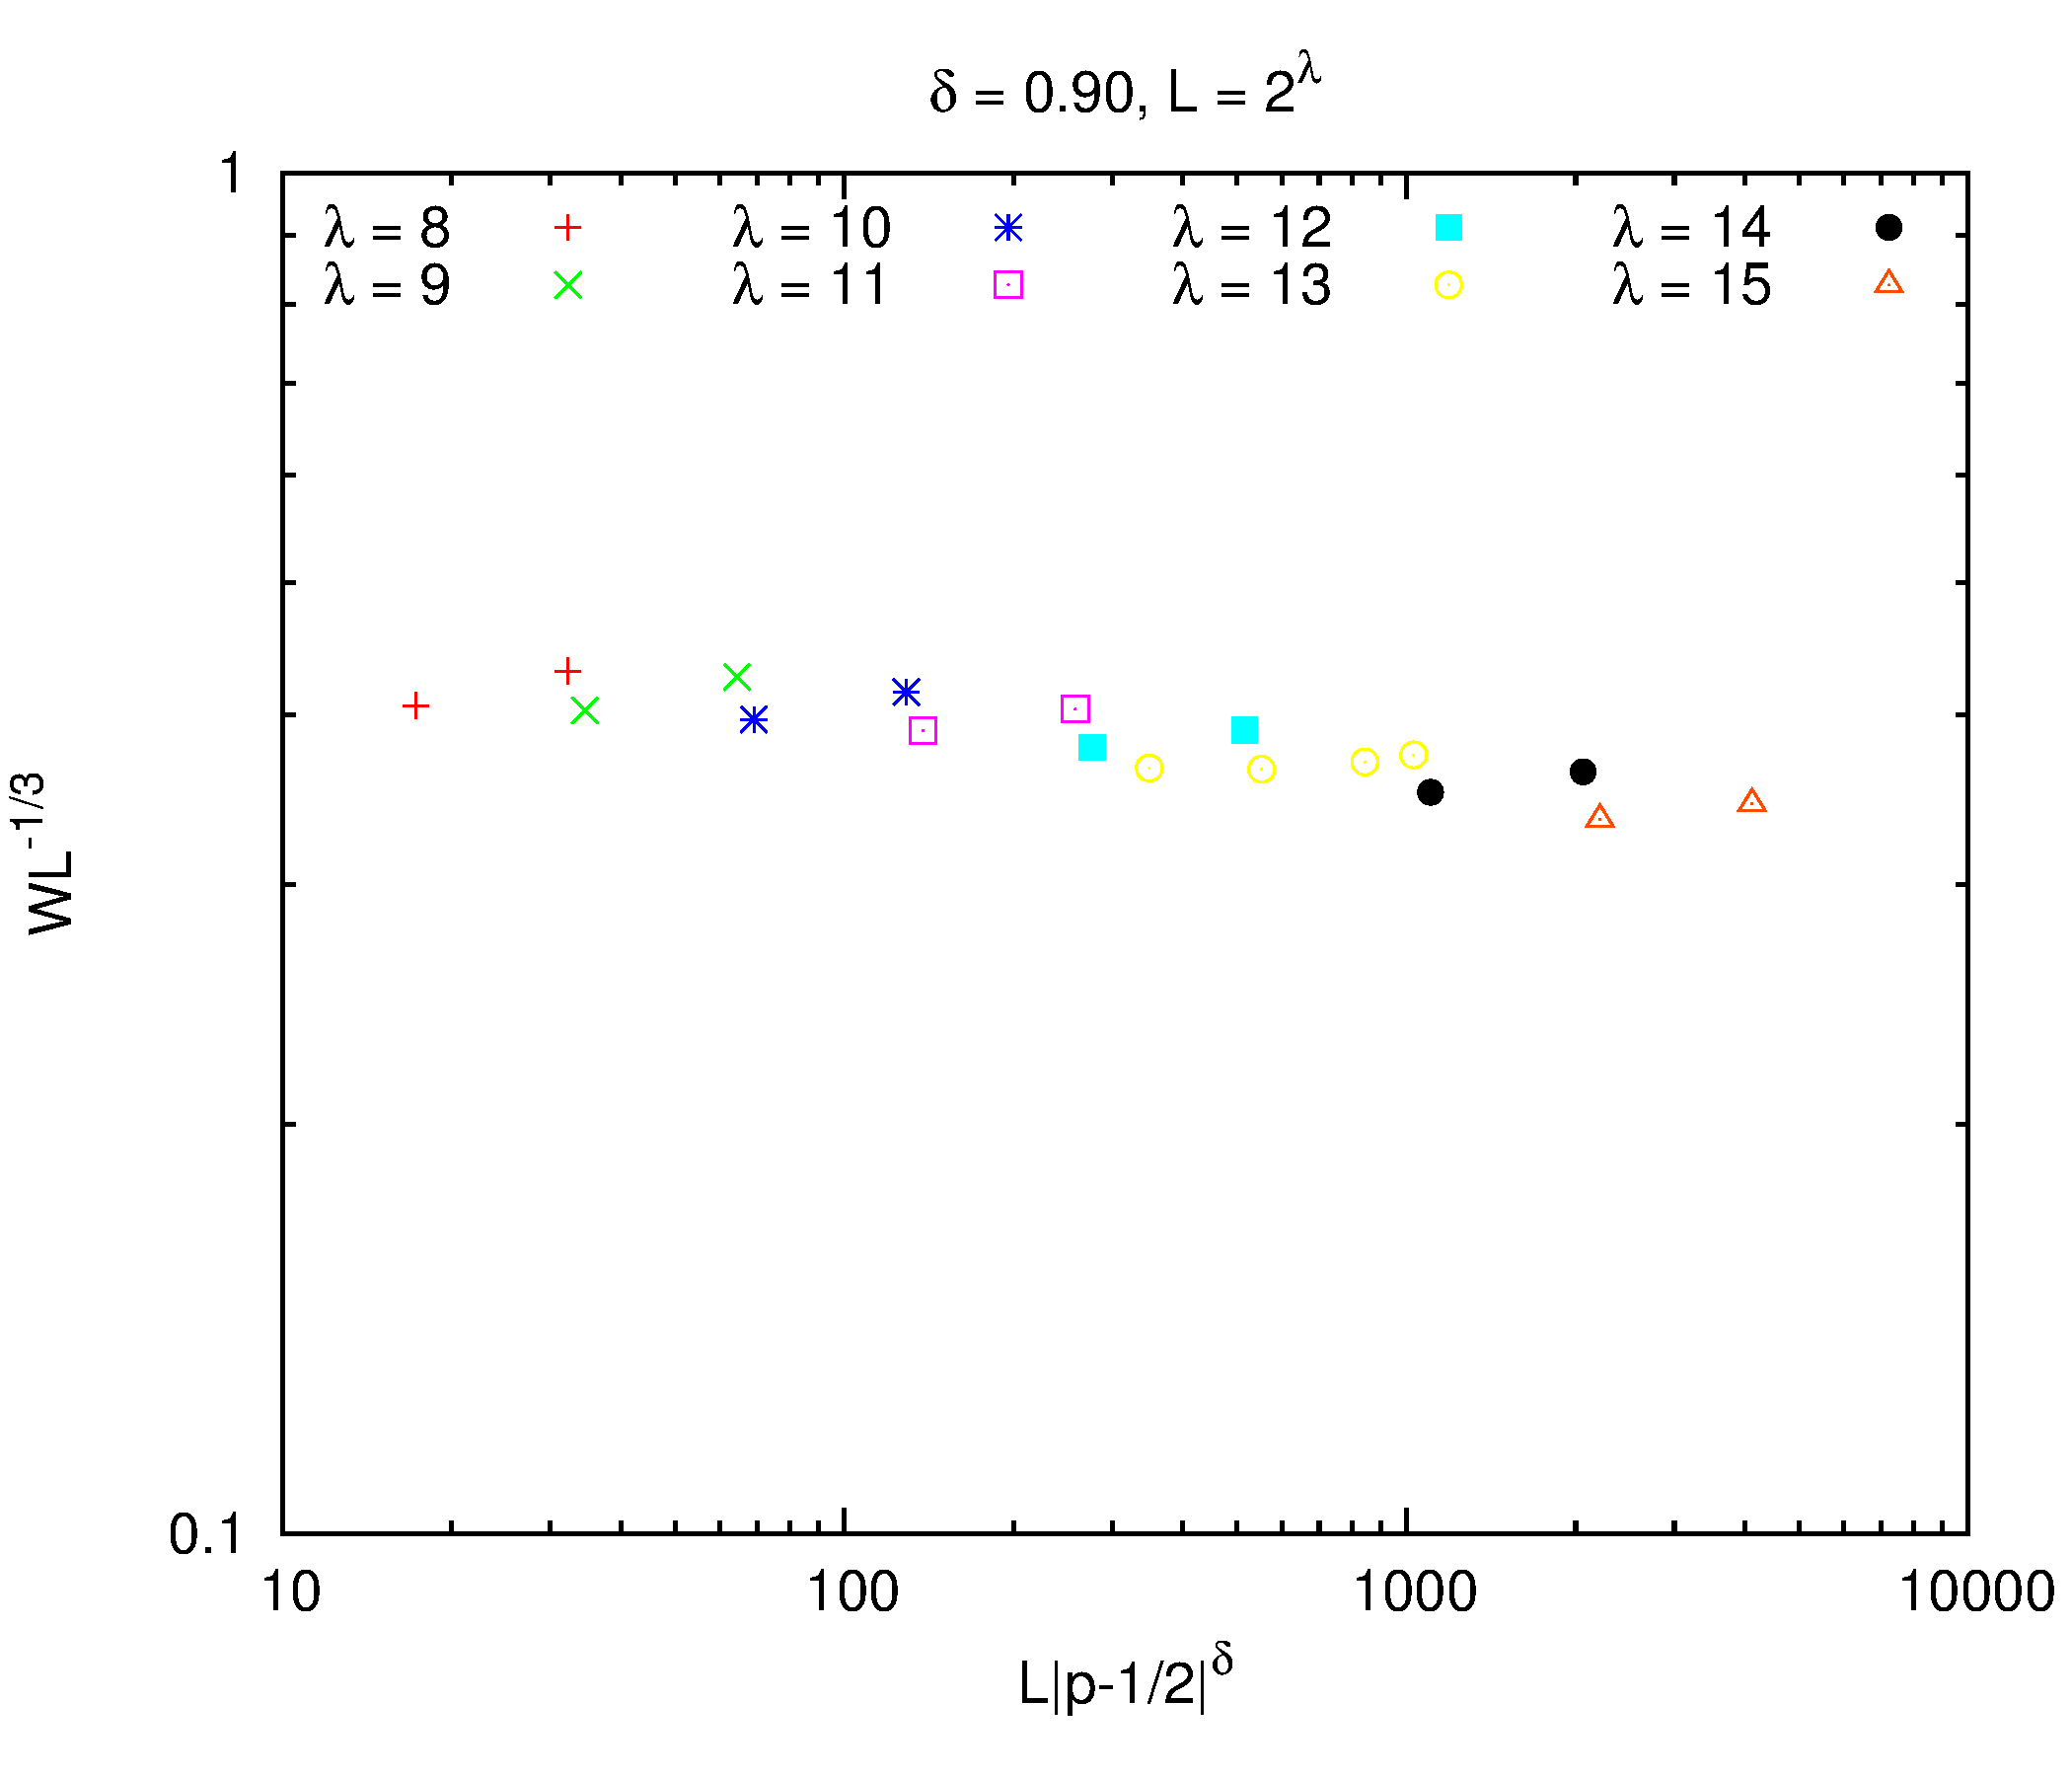 δ = 0.90, L = 2^λ
1
λ = 8 λ = 10 λ = 12 λ = 14
λ = 9 λ = 11 λ = 13 λ = 15
WL^-1/3
0.1
10 100 1000 10000
L|p-1/2|^δ